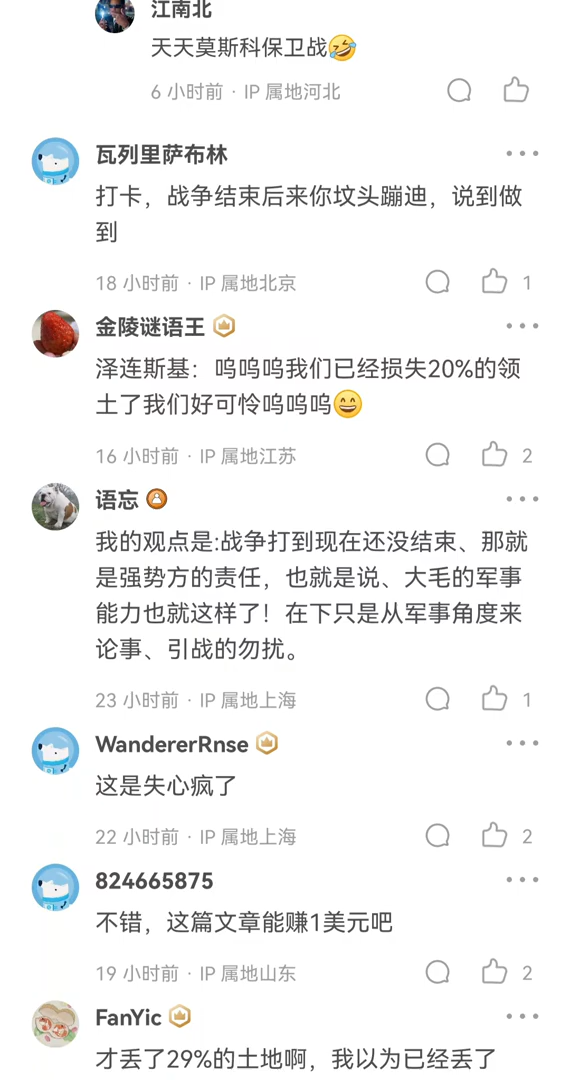 江南北
天天莫斯科保卫战🤣
6 小时前 · IP 属地河北
瓦列里萨布林
打卡，战争结束后来你坟头蹦迪，说到做
到
18 小时前 · IP 属地北京
1
金陵谜语王
泽连斯基：呜呜呜我们已经损失20%的领
土了我们好可怜呜呜呜😄
16 小时前 · IP 属地江苏
2
语忘
我的观点是:战争打到现在还没结束、那就
是强势方的责任，也就是说、大毛的军事
能力也就这样了！在下只是从军事角度来
论事、引战的勿扰。
23 小时前 · IP 属地上海
1
WandererRnse
这是失心疯了
22 小时前 · IP 属地上海
2
824665875
不错，这篇文章能赚1美元吧
19 小时前 · IP 属地山东
2
FanYic
才丢了29%的土地啊，我以为已经丢了